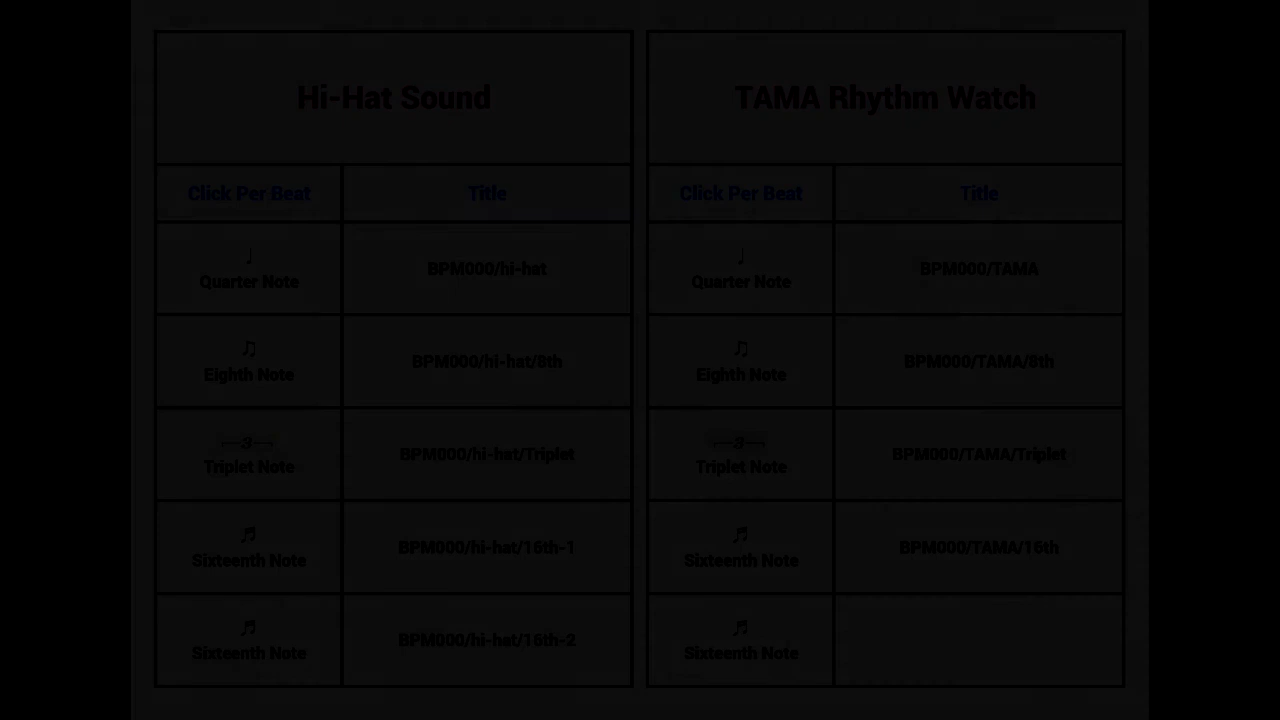 Hi-Hat Sound
Click Per Beat Title
♩
Quarter Note
BPM000/hi-hat
♫
Eighth Note
BPM000/hi-hat/8th
3
Triplet Note
BPM000/hi-hat/Triplet
♬
Sixteenth Note
BPM000/hi-hat/16th-1
♬
Sixteenth Note
BPM000/hi-hat/16th-2
TAMA Rhythm Watch
Click Per Beat Title
♩
Quarter Note
BPM000/TAMA
♫
Eighth Note
BPM000/TAMA/8th
3
Triplet Note
BPM000/TAMA/Triplet
♬
Sixteenth Note
BPM000/TAMA/16th
♬
Sixteenth Note